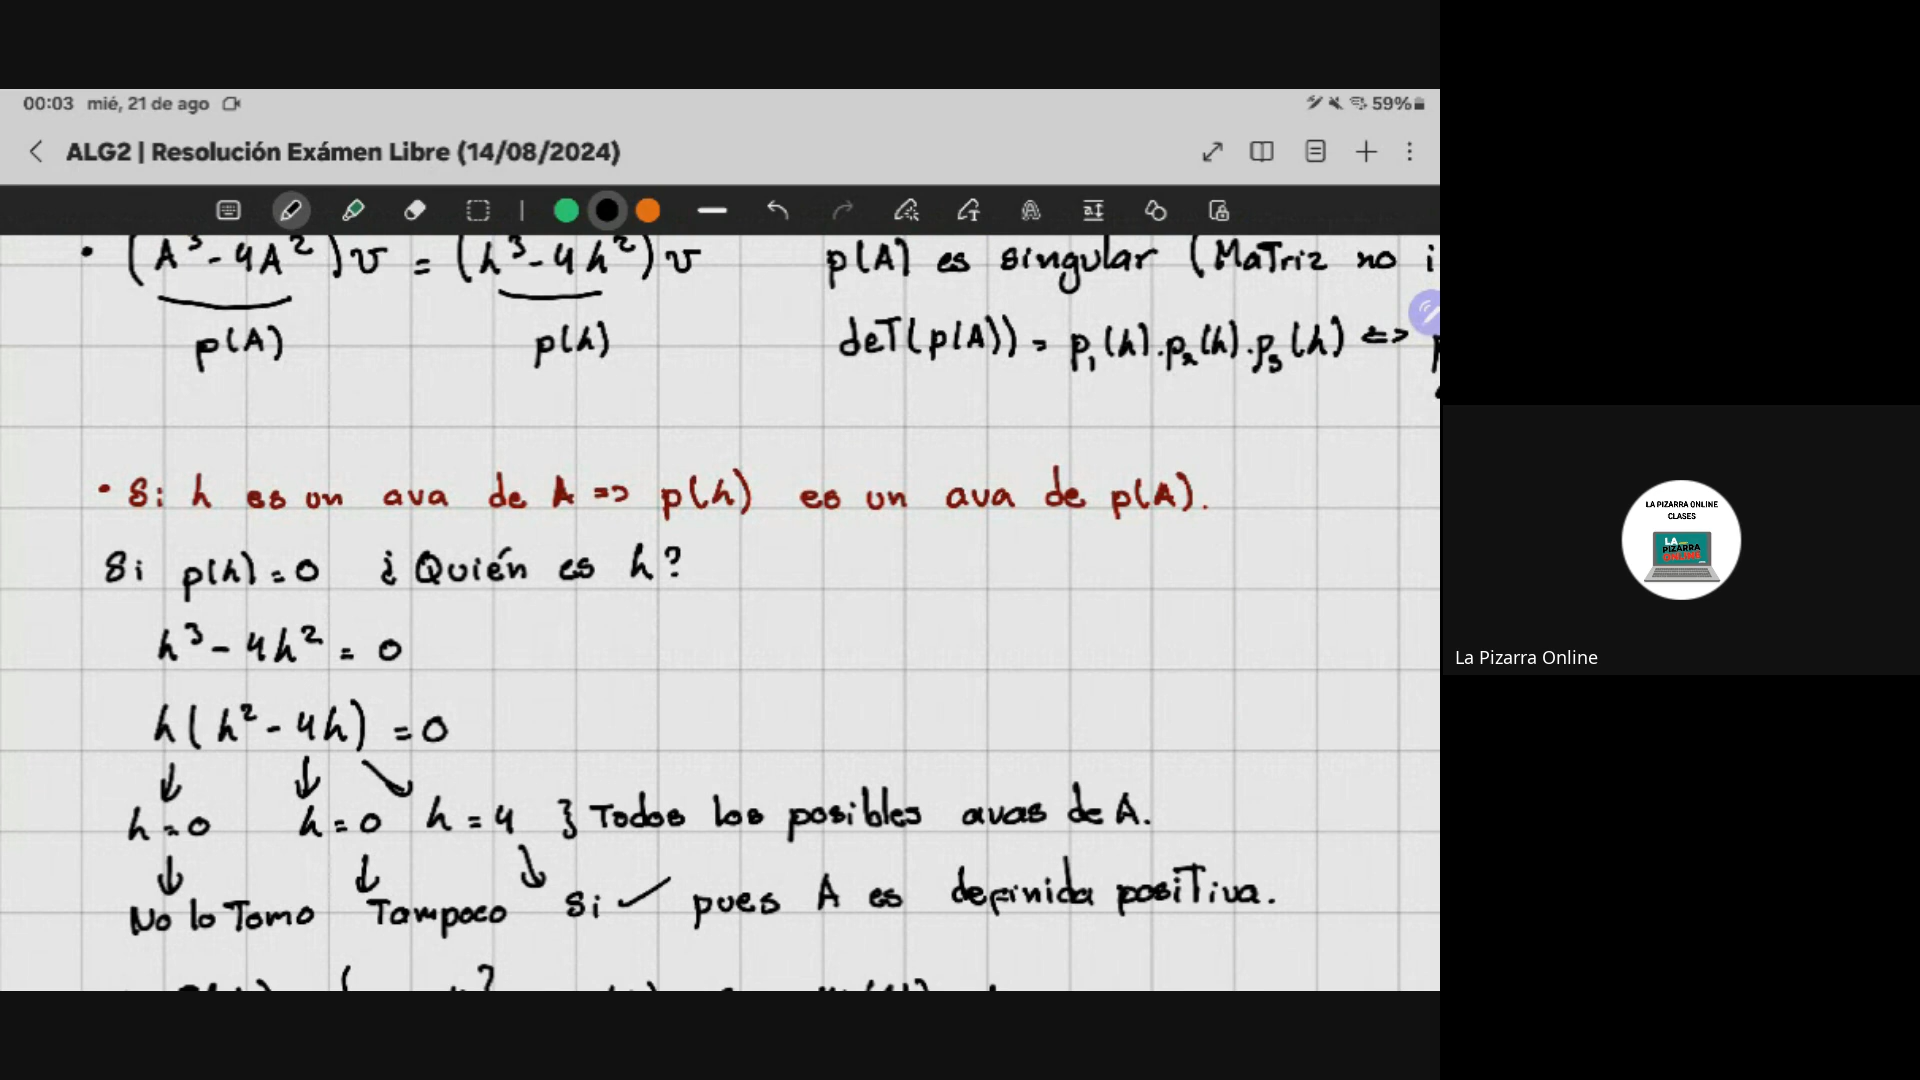 00:03 mié, 21 de ago
59%
ALG2 | Resolución Exámen Libre (14/08/2024)
• (A³ - 4A²)v = (λ³ - 4λ²)v
p(A) es singular (Matriz no i
p(A)
p(λ)
det(p(A)) = p₁(λ).p₂(λ).p₃(λ) <=>
• Si λ es un ava de A => p(λ) es un ava de p(A).
Si p(λ) = 0 ¿Quién es λ?
λ³ - 4λ² = 0
λ(λ² - 4λ) = 0
λ = 0 λ = 0 λ = 4 } Todos los posibles avas de A.
No lo Tomo Tampoco Si ✓ pues A es definida positiva.
LA PIZARRA ONLINE
CLASES
LA
PIZARRA
ONLINE
La Pizarra Online